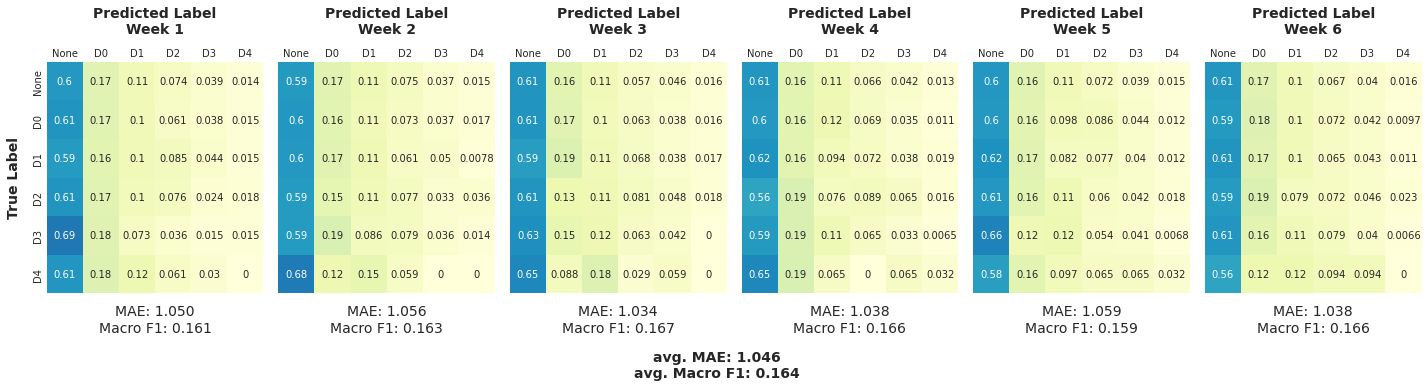 Predicted Label Predicted Label Predicted Label Predicted Label Predicted Label Predicted Label
Week 1 Week 2 Week 3 Week 4 Week 5 Week 6
None D0 D1 D2 D3 D4 None D0 D1 D2 D3 D4 None D0 D1 D2 D3 D4 None D0 D1 D2 D3 D4 None D0 D1 D2 D3 D4 None D0 D1 D2 D3 D4
True Label
None 0.6 0.17 0.11 0.074 0.039 0.014 0.59 0.17 0.11 0.075 0.037 0.015 0.61 0.16 0.11 0.057 0.046 0.016 0.61 0.16 0.11 0.066 0.042 0.013 0.6 0.16 0.11 0.072 0.039 0.015 0.61 0.17 0.1 0.067 0.04 0.016
D0 0.61 0.17 0.1 0.061 0.038 0.015 0.6 0.16 0.11 0.073 0.037 0.017 0.61 0.17 0.1 0.063 0.038 0.016 0.6 0.16 0.12 0.069 0.035 0.011 0.6 0.16 0.098 0.086 0.044 0.012 0.59 0.18 0.1 0.072 0.042 0.0097
D1 0.59 0.16 0.1 0.085 0.044 0.015 0.6 0.17 0.11 0.061 0.05 0.0078 0.59 0.19 0.11 0.068 0.038 0.017 0.62 0.16 0.094 0.072 0.038 0.019 0.62 0.17 0.082 0.077 0.04 0.012 0.61 0.17 0.1 0.065 0.043 0.011
D2 0.61 0.17 0.1 0.076 0.024 0.018 0.59 0.15 0.11 0.077 0.033 0.036 0.61 0.13 0.11 0.081 0.048 0.018 0.56 0.19 0.076 0.089 0.065 0.016 0.61 0.16 0.11 0.06 0.042 0.018 0.59 0.19 0.079 0.072 0.046 0.023
D3 0.69 0.18 0.073 0.036 0.015 0.015 0.59 0.19 0.086 0.079 0.036 0.014 0.63 0.15 0.12 0.063 0.042 0 0.59 0.19 0.11 0.065 0.033 0.0065 0.66 0.12 0.12 0.054 0.041 0.0068 0.61 0.16 0.11 0.079 0.04 0.0066
D4 0.61 0.18 0.12 0.061 0.03 0 0.68 0.12 0.15 0.059 0 0 0.65 0.088 0.18 0.029 0.059 0 0.65 0.19 0.065 0 0.065 0.032 0.58 0.16 0.097 0.065 0.065 0.032 0.56 0.12 0.12 0.094 0.094 0
MAE: 1.050 MAE: 1.056 MAE: 1.034 MAE: 1.038 MAE: 1.059 MAE: 1.038
Macro F1: 0.161 Macro F1: 0.163 Macro F1: 0.167 Macro F1: 0.166 Macro F1: 0.159 Macro F1: 0.166
avg. MAE: 1.046
avg. Macro F1: 0.164